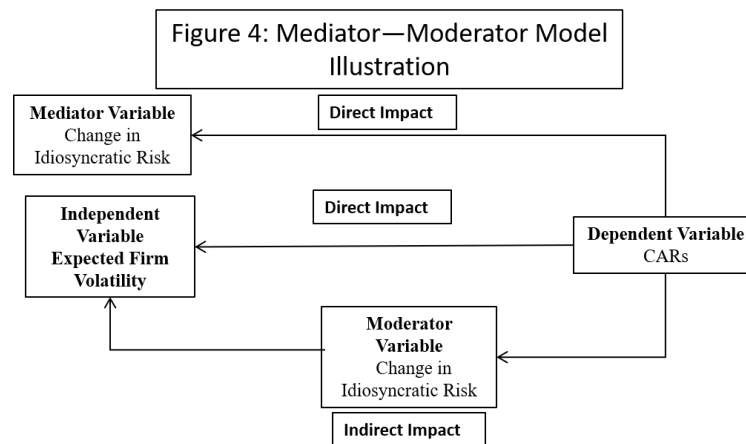 Figure 4: Mediator—Moderator Model
Illustration
Mediator Variable
Change in
Idiosyncratic Risk
Direct Impact
Direct Impact
Independent
Variable
Expected Firm
Volatility
Dependent Variable
CARs
Moderator
Variable
Change in
Idiosyncratic Risk
Indirect Impact